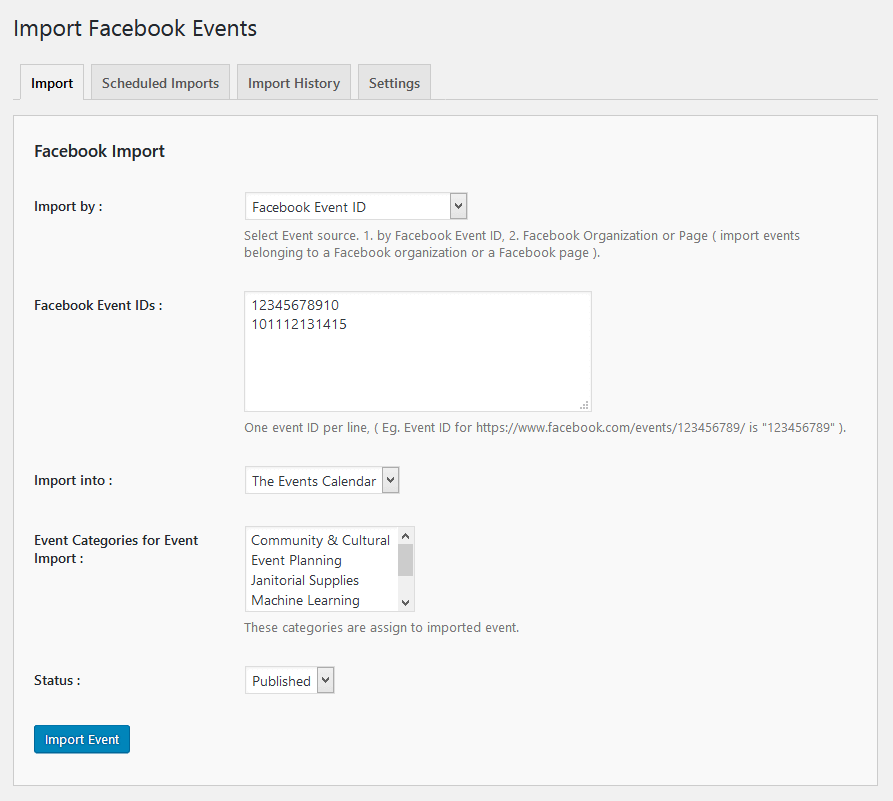 Import Facebook Events
Import Scheduled Imports Import History Settings
Facebook Import
Import by : Facebook Event ID
Select Event source. 1. by Facebook Event ID, 2. Facebook Organization or Page ( import events
belonging to a Facebook organization or a Facebook page ).
Facebook Event IDs : 12345678910
101112131415
One event ID per line, ( Eg. Event ID for https://www.facebook.com/events/123456789/ is "123456789" ).
Import into : The Events Calendar
Event Categories for Event
Import :
Community & Cultural
Event Planning
Janitorial Supplies
Machine Learning
These categories are assign to imported event.
Status : Published
Import Event